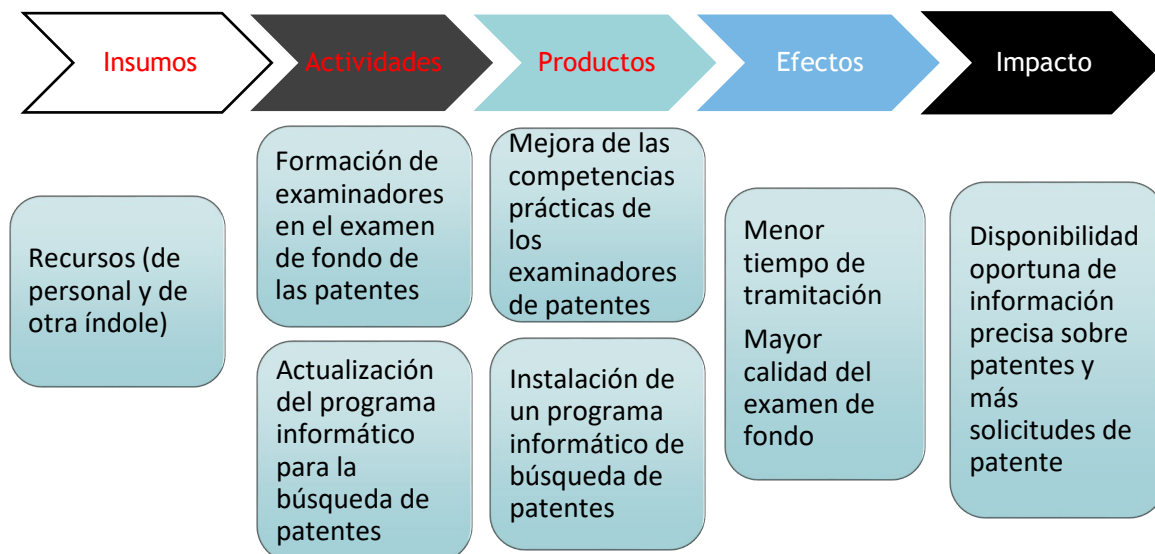 Insumos
Actividades
Productos
Efectos
Impacto
Recursos (de
personal y de
otra índole)
Formación de
examinadores
en el examen
de fondo de
las patentes
Actualización
del programa
informático
para la
búsqueda de
patentes
Mejora de las
competencias
prácticas de
los
examinadores
de patentes
Instalación de
un programa
informático de
búsqueda de
patentes
Menor
tiempo de
tramitación
Mayor
calidad del
examen de
fondo
Disponibilidad
oportuna de
información
precisa sobre
patentes y
más
solicitudes de
patente